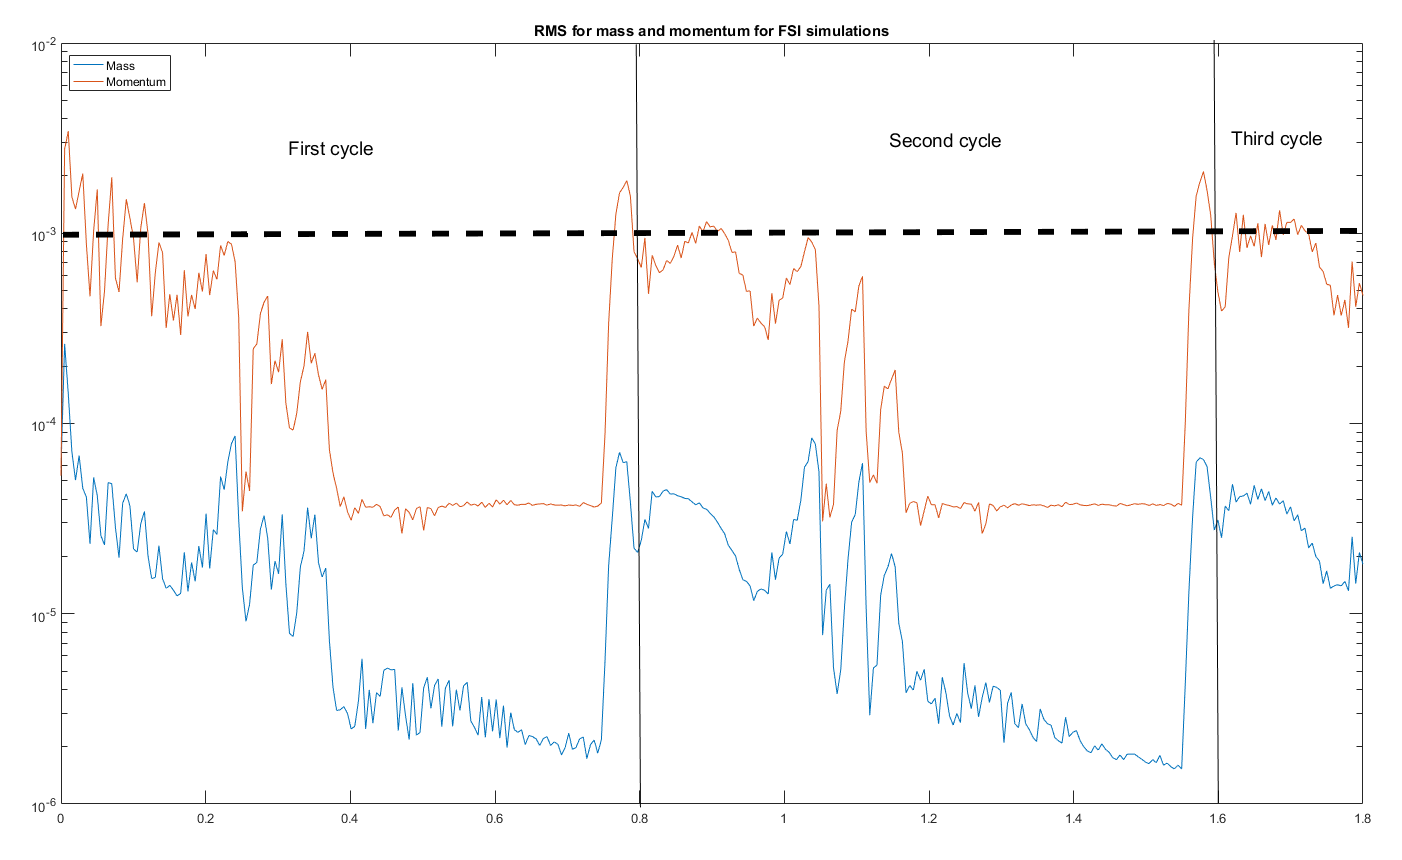 RMS for mass and momentum for FSI simulations
10-2
Mass
Momentum
First cycle
Second cycle
Third cycle
10-3
10-4
10-5
10-6
0 0.2 0.4 0.6 0.8 1 1.2 1.4 1.6 1.8